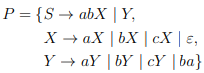 P = {S → abX | Y,
X → aX | bX | cX | ε,
Y → aY | bY | cY | ba}